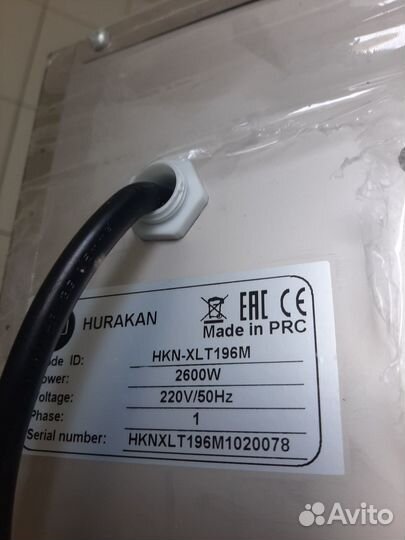 HURAKAN
EAC CE
Made in PRC
ode ID: HKN-XLT196M
ower: 2600W
oltage: 220V/50Hz
Phase: 1
Serial number: HKNXLT196M1020078
Avito